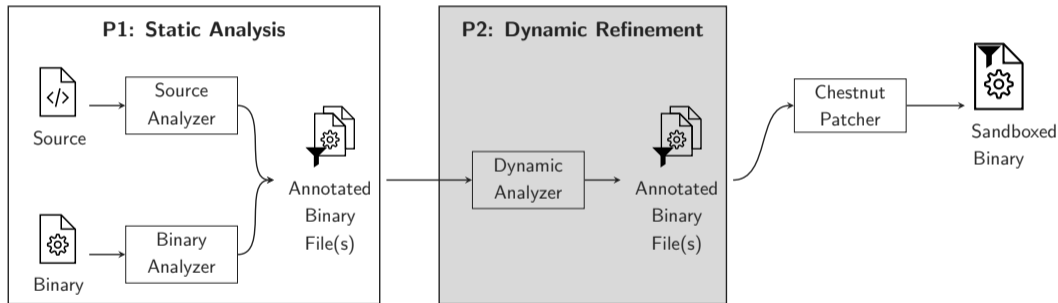 P1: Static Analysis
</>
Source
Source
Analyzer
Binary
Binary
Analyzer
Annotated
Binary
File(s)
P2: Dynamic Refinement
Dynamic
Analyzer
Annotated
Binary
File(s)
Chestnut
Patcher
Sandboxed
Binary